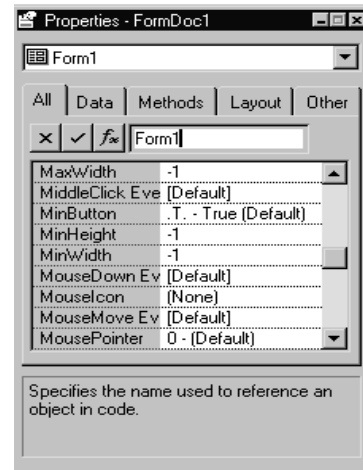 Properties - FormDoc1
Form1
All Data Methods Layout Other
fx Form1
MaxWidth -1
MiddleClick Eve [Default]
MinButton .T. - True (Default)
MinHeight -1
MinWidth -1
MouseDown Ev [Default]
MouseIcon (None)
MouseMove Ev [Default]
MousePointer 0 - (Default)
Specifies the name used to reference an
object in code.